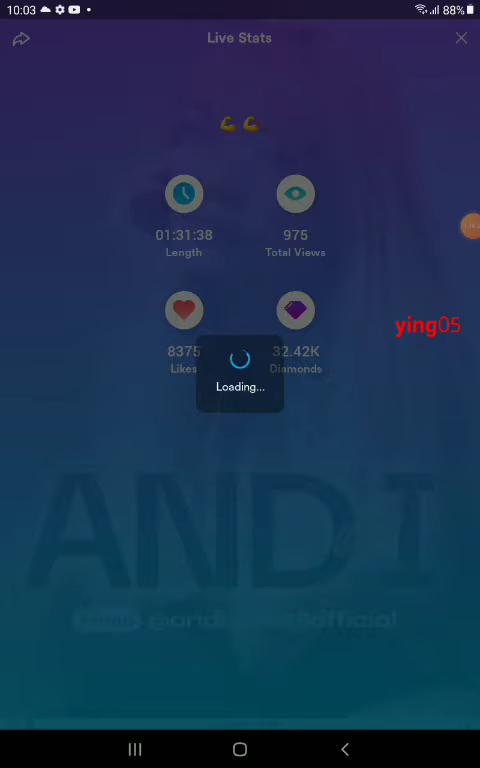 10:03
88%
Live Stats
01:31:38
975
Length
Total Views
ying05
8375
32.42K
Likes
Diamonds
Loading...
ANDI